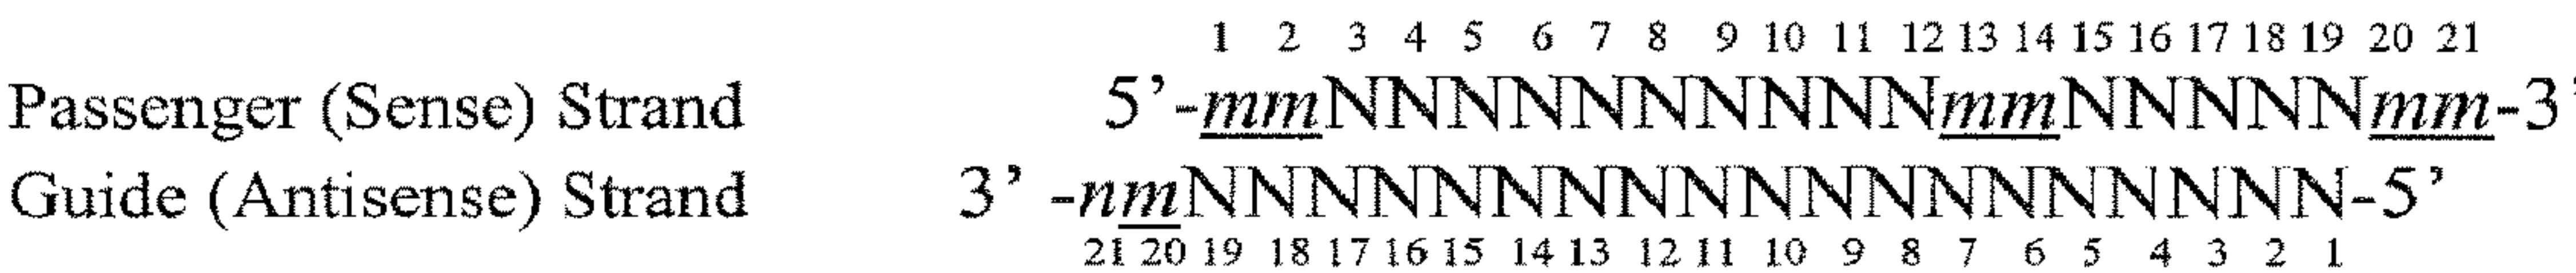 1 2 3 4 5 6 7 8 9 10 11 12 13 14 15 16 17 18 19 20 21
Passenger (Sense) Strand 5’-mmNNNNNNNNNNmmNNNNNmm-3’
Guide (Antisense) Strand 3’ -nmNNNNNNNNNNNNNNNNNNN-5’
21 20 19 18 17 16 15 14 13 12 11 10 9 8 7 6 5 4 3 2 1